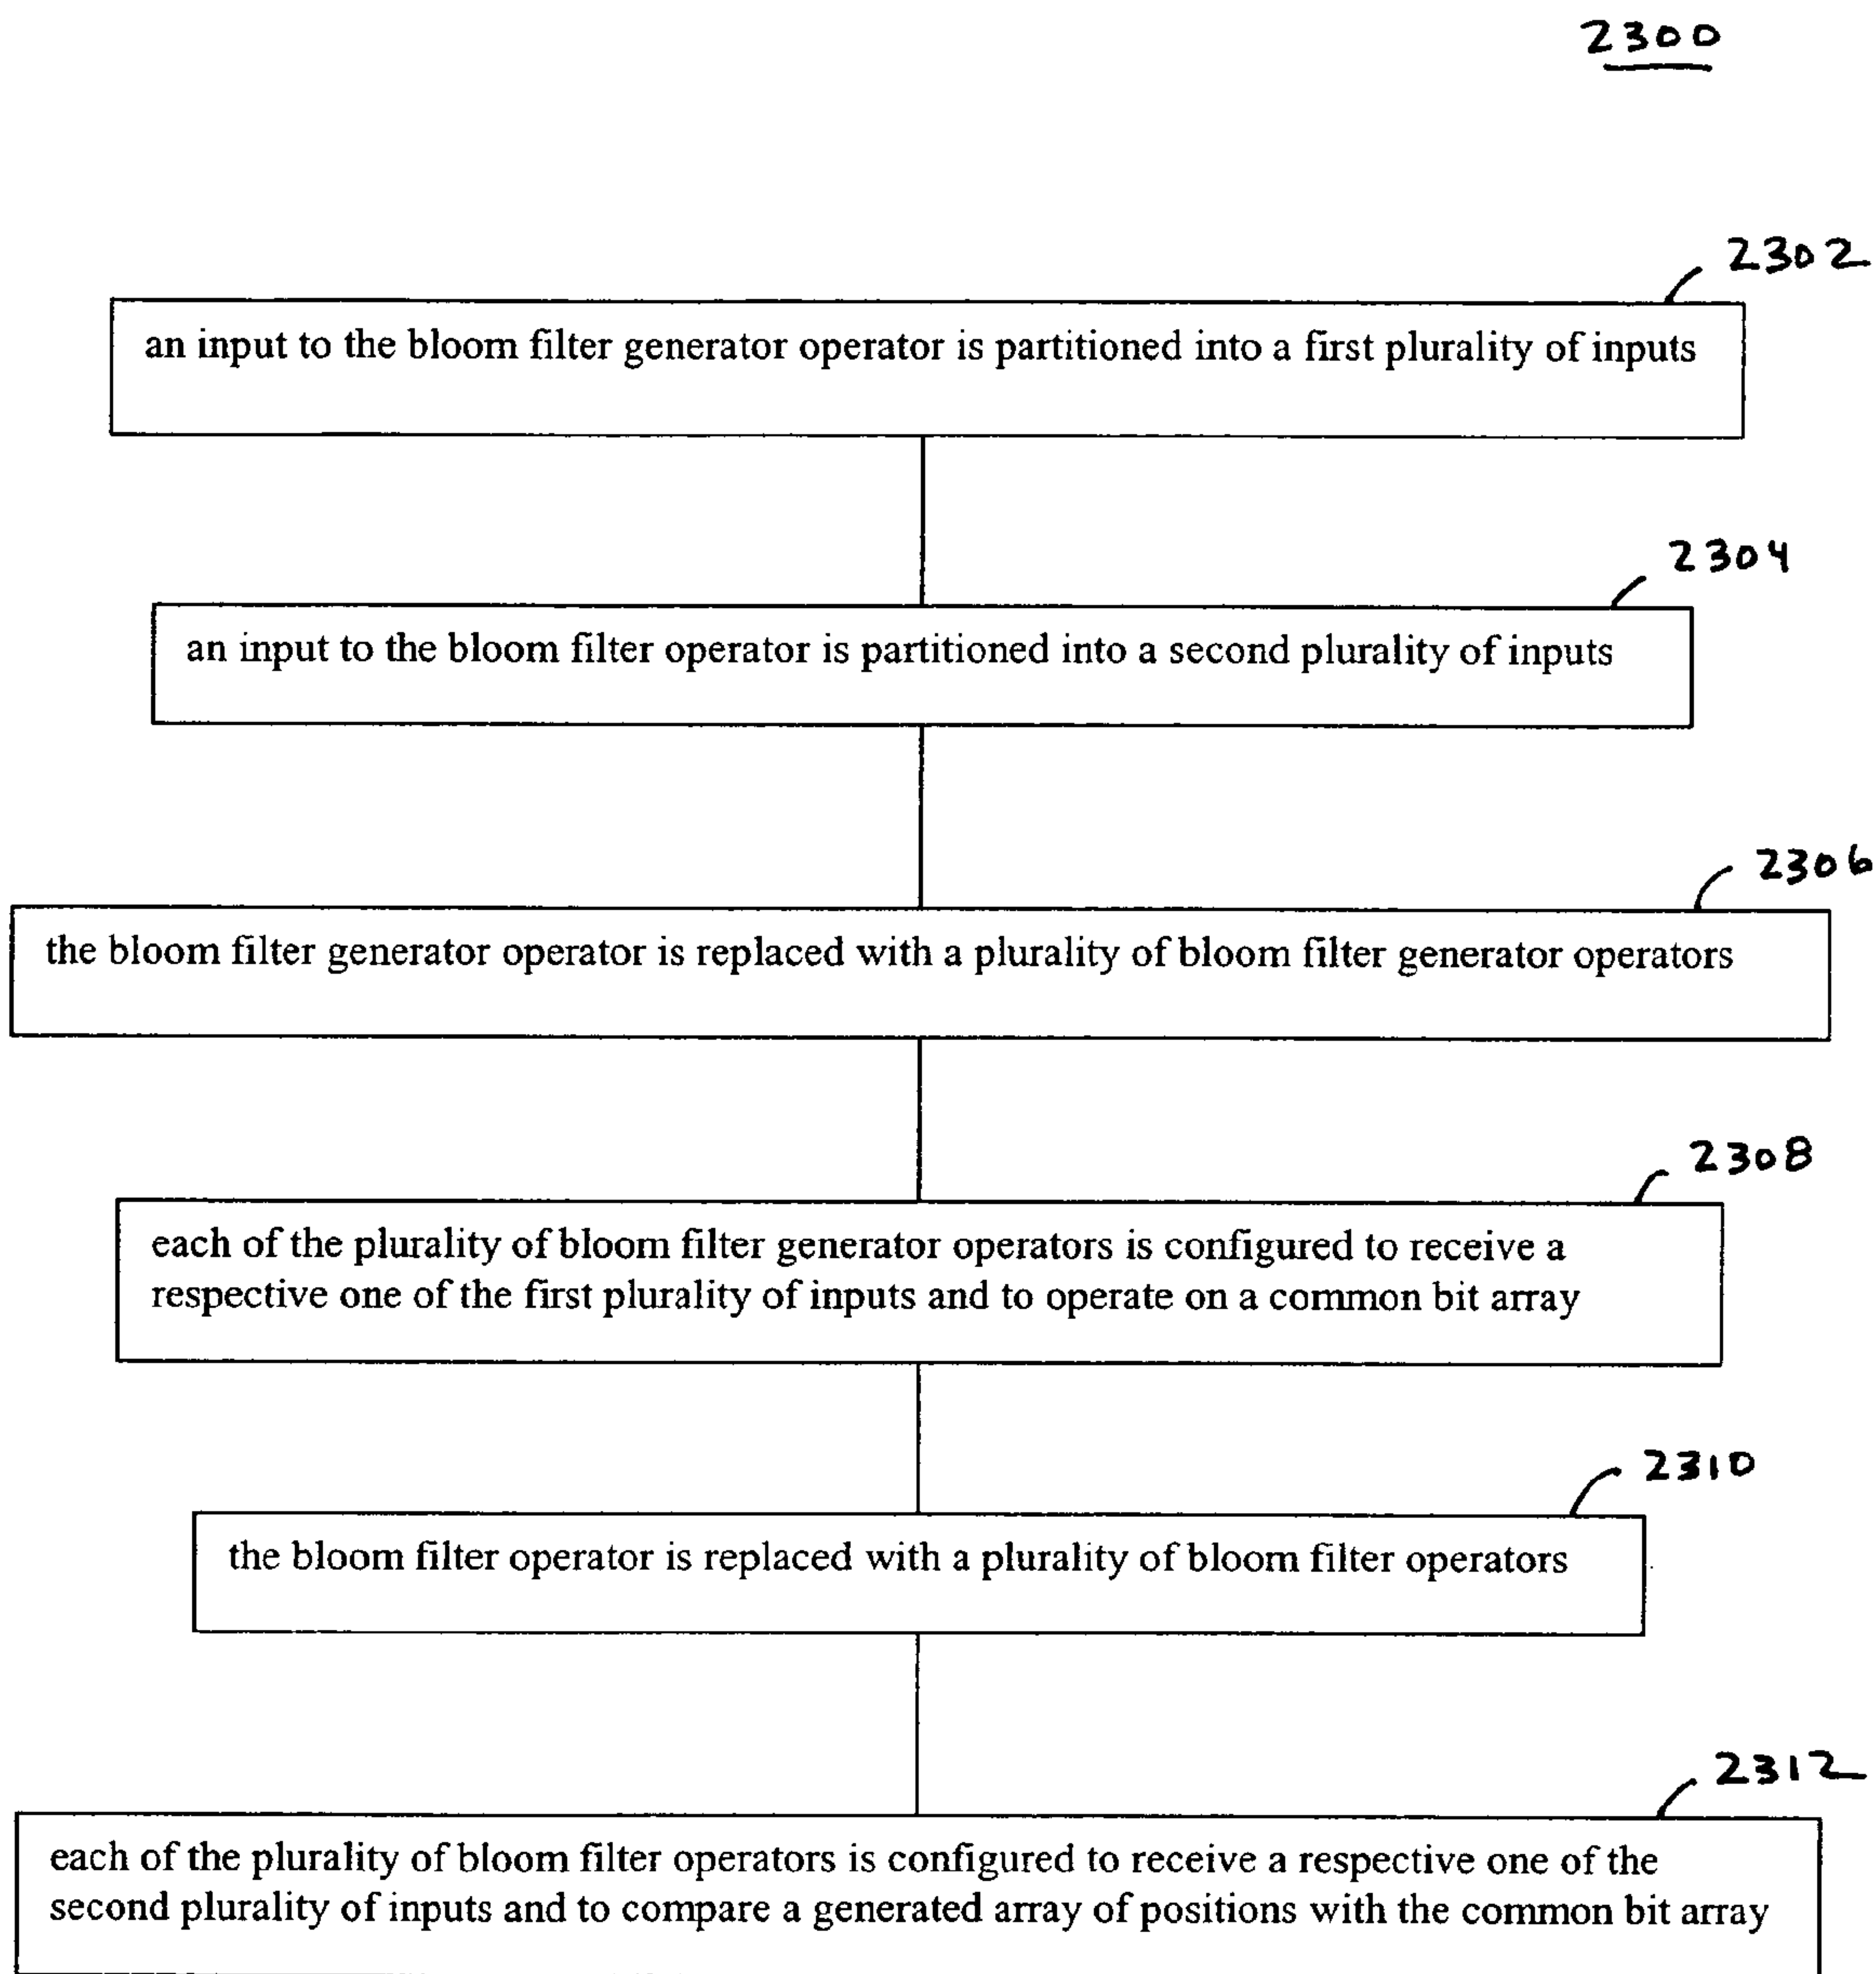 2300
2302
an input to the bloom filter generator operator is partitioned into a first plurality of inputs
2304
an input to the bloom filter operator is partitioned into a second plurality of inputs
2306
the bloom filter generator operator is replaced with a plurality of bloom filter generator operators
2308
each of the plurality of bloom filter generator operators is configured to receive a
respective one of the first plurality of inputs and to operate on a common bit array
2310
the bloom filter operator is replaced with a plurality of bloom filter operators
2312
each of the plurality of bloom filter operators is configured to receive a respective one of the
second plurality of inputs and to compare a generated array of positions with the common bit array